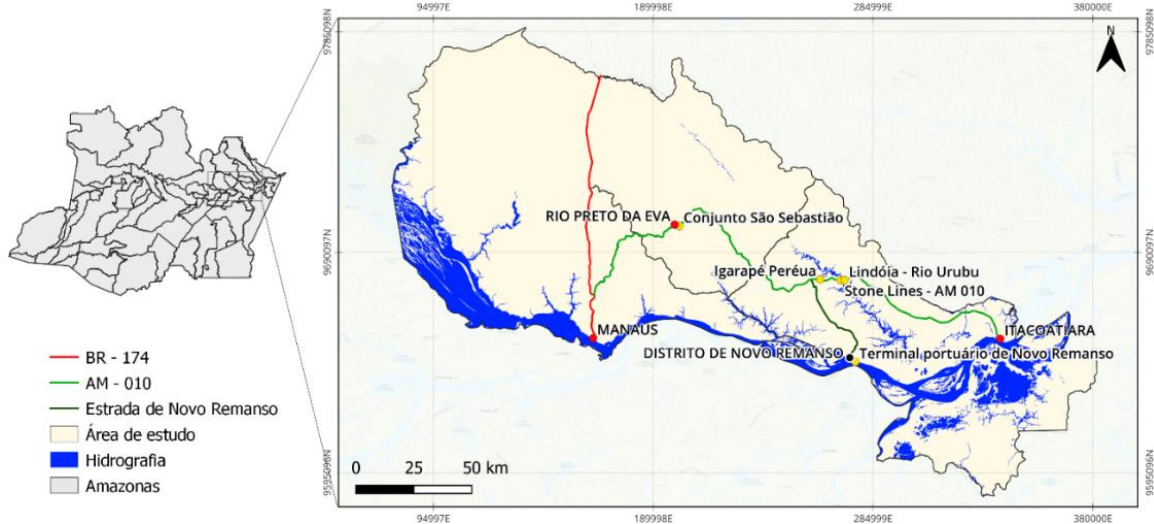 94997E 189998E 284999E 380000E
9785098N 9785098N
N
RIO PRETO DA EVA Conjunto São Sebastião
9690097N 9690097N
Igarapé Peréua Lindóia - Rio Urubu
Stone Lines - AM 010
MANAUS ITACOATIARA
DISTRITO DE NOVO REMANSO Terminal portuário de Novo Remanso
BR - 174
AM - 010
Estrada de Novo Remanso
Área de estudo
Hidrografia
Amazonas
0 25 50 km
9595096N 9595096N
94997E 189998E 284999E 380000E